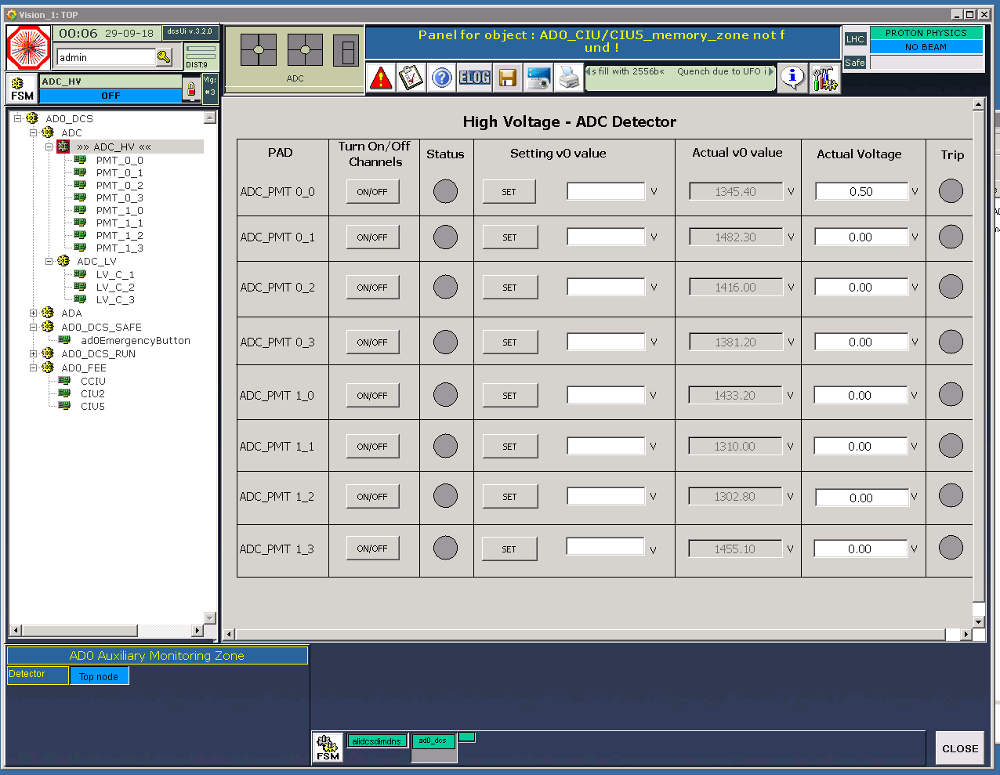 Vision_1: TOP
00:06 29-09-18
dcsUi v.3.2.0
admin
DIST:9
FSM
ADC_HV
OFF
Mg:
#3
ADC
Panel for object : AD0_CIU/CIU5_memory_zone not f
und !
ELOG
s fill with 2556b« Quench due to UFO i
LHC
PROTON PHYSICS
NO BEAM
Safe
AD0_DCS
ADC
»» ADC_HV ««
PMT_0_0
PMT_0_1
PMT_0_2
PMT_0_3
PMT_1_0
PMT_1_1
PMT_1_2
PMT_1_3
ADC_LV
LV_C_1
LV_C_2
LV_C_3
ADA
AD0_DCS_SAFE
ad0EmergencyButton
AD0_DCS_RUN
AD0_FEE
CCIU
CIU2
CIU5
High Voltage - ADC Detector
PAD Turn On/Off Channels Status Setting v0 value Actual v0 value Actual Voltage Trip
ADC_PMT 0_0 ON/OFF SET V 1345.40 V 0.50 V
ADC_PMT 0_1 ON/OFF SET V 1482.30 V 0.00 V
ADC_PMT 0_2 ON/OFF SET V 1416.00 V 0.00 V
ADC_PMT 0_3 ON/OFF SET V 1381.20 V 0.00 V
ADC_PMT 1_0 ON/OFF SET V 1433.20 V 0.00 V
ADC_PMT 1_1 ON/OFF SET V 1310.00 V 0.00 V
ADC_PMT 1_2 ON/OFF SET V 1302.80 V 0.00 V
ADC_PMT 1_3 ON/OFF SET V 1455.10 V 0.00 V
AD0 Auxiliary Monitoring Zone
Detector Top node
FSM
alidcsdimdns
ad0_dcs
CLOSE